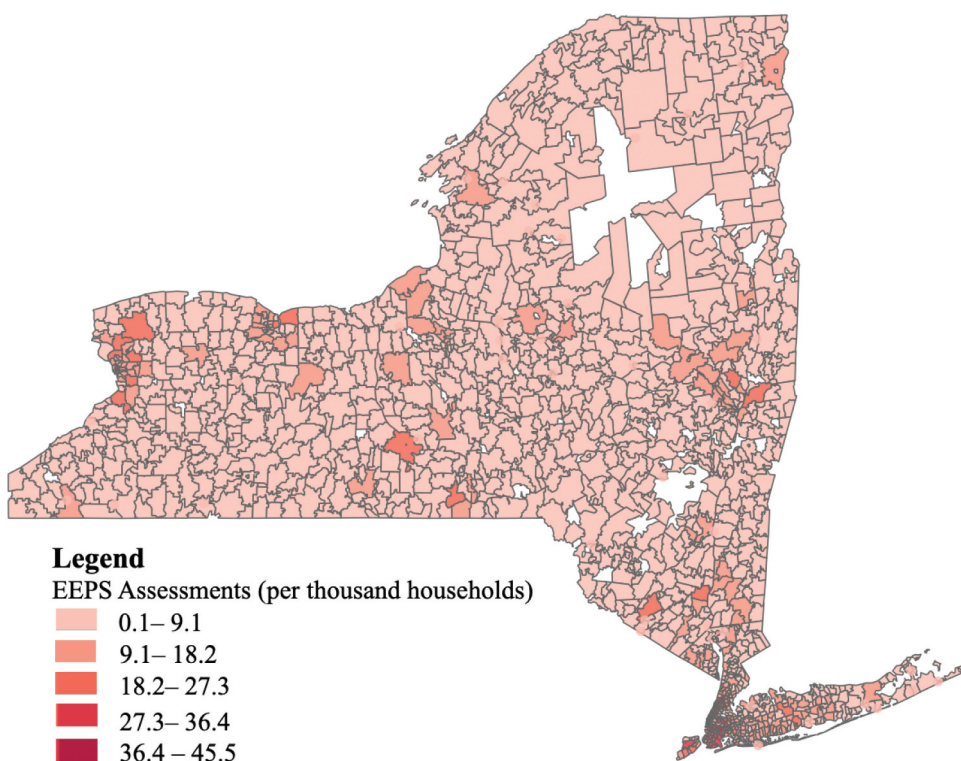 Legend
EEPS Assessments (per thousand households)
0.1– 9.1
9.1– 18.2
18.2– 27.3
27.3– 36.4
36.4 – 45.5